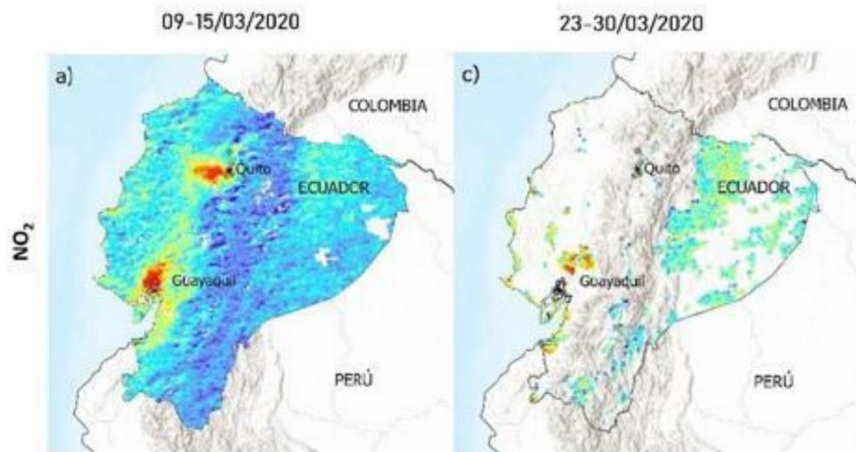 09-15/03/2020
23-30/03/2020
a)
c)
COLOMBIA
COLOMBIA
Quito
Quito
ECUADOR
ECUADOR
NO₂
Guayaquil
Guayaquil
PERÚ
PERÚ